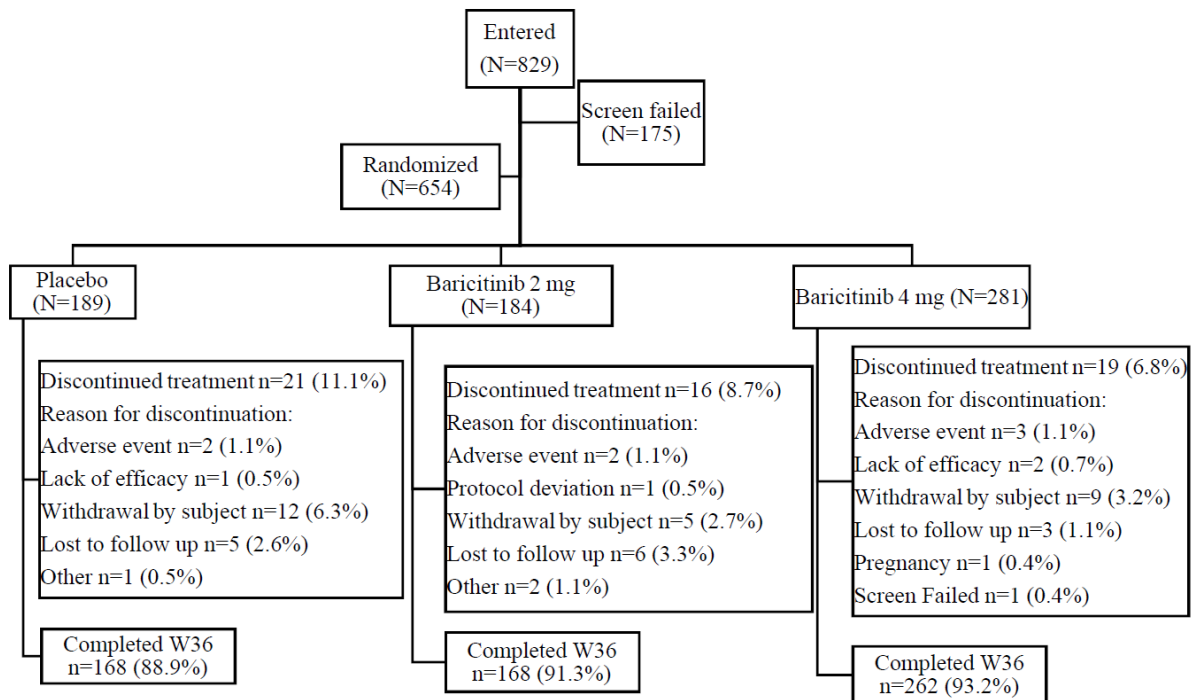 Entered
(N=829)
Screen failed
(N=175)
Randomized
(N=654)
Placebo
(N=189)
Baricitinib 2 mg
(N=184)
Baricitinib 4 mg (N=281)
Discontinued treatment n=21 (11.1%)
Reason for discontinuation:
Adverse event n=2 (1.1%)
Lack of efficacy n=1 (0.5%)
Withdrawal by subject n=12 (6.3%)
Lost to follow up n=5 (2.6%)
Other n=1 (0.5%)
Discontinued treatment n=16 (8.7%)
Reason for discontinuation:
Adverse event n=2 (1.1%)
Protocol deviation n=1 (0.5%)
Withdrawal by subject n=5 (2.7%)
Lost to follow up n=6 (3.3%)
Other n=2 (1.1%)
Discontinued treatment n=19 (6.8%)
Reason for discontinuation:
Adverse event n=3 (1.1%)
Lack of efficacy n=2 (0.7%)
Withdrawal by subject n=9 (3.2%)
Lost to follow up n=3 (1.1%)
Pregnancy n=1 (0.4%)
Screen Failed n=1 (0.4%)
Completed W36
n=168 (88.9%)
Completed W36
n=168 (91.3%)
Completed W36
n=262 (93.2%)